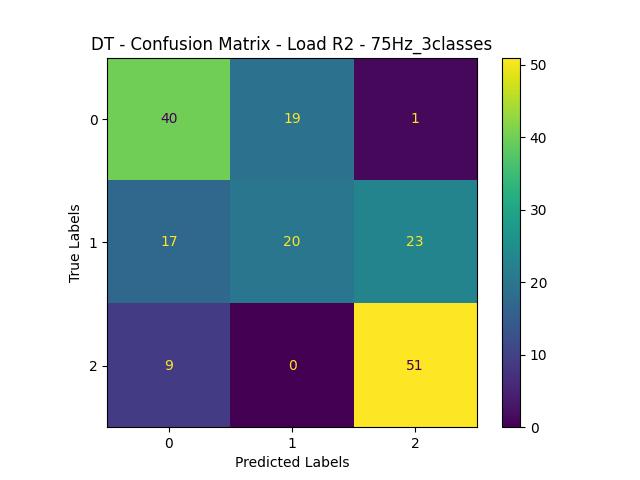 DT - Confusion Matrix - Load R2 - 75Hz_3classes
0 40 19 1
1 17 20 23
2 9 0 51
0 1 2
Predicted Labels
True Labels
50
40
30
20
10
0